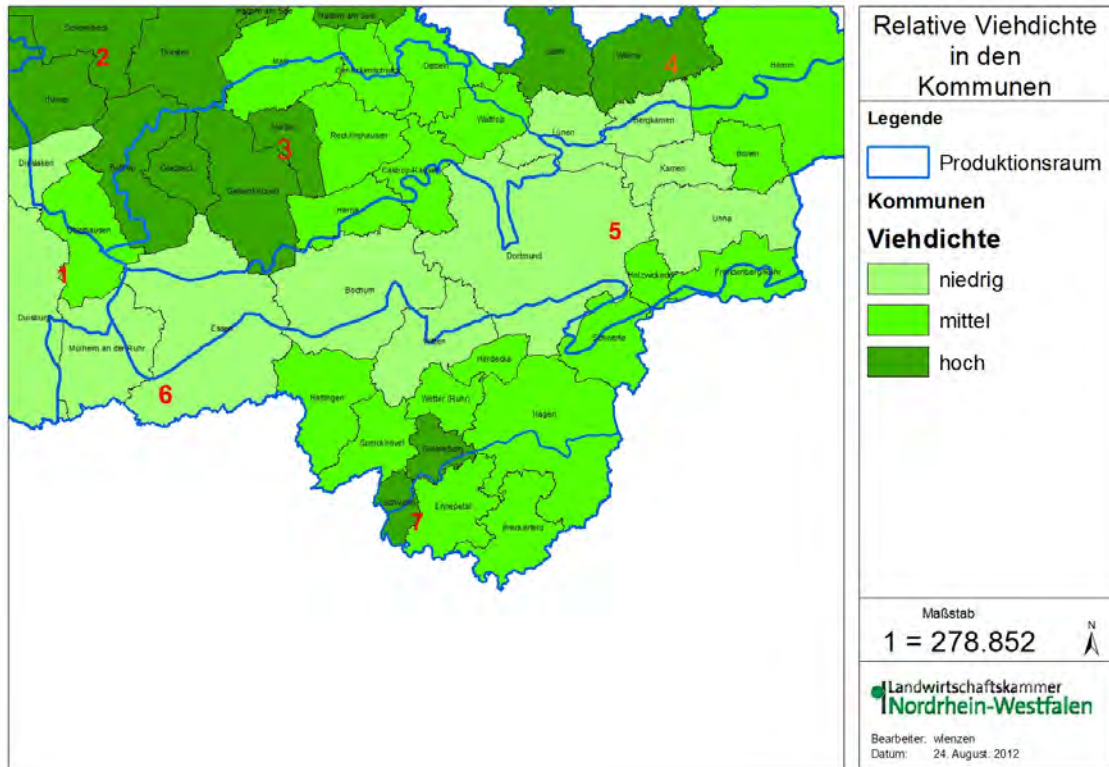 Schermbeck
Haltern am See
Haltern am See
2
Dorsten
Marl
Oer-Erkenschwick
Datteln
Selm
Werne
4
Hamm
Hünxe
Herten
3
Recklinghausen
Waltrop
Lünen
Bergkamen
Dinslaken
Bottrop
Gladbeck
Gelsenkirchen
Castrop-Rauxel
Kamen
Bönen
Oberhausen
Herne
5
Unna
1
Dortmund
Holzwickede
Fröndenberg/Ruhr
Duisburg
Bochum
Essen
Mülheim an der Ruhr
Witten
Schwerte
6
Hattingen
Herdecke
Wetter (Ruhr)
Hagen
Sprockhövel
Gevelsberg
Schwelm
Ennepetal
7
Breckerfeld
Relative Viehdichte
in den
Kommunen
Legende
Produktionsraum
Kommunen
Viehdichte
niedrig
mittel
hoch
Maßstab
1 = 278.852
N
Landwirtschaftskammer
Nordrhein-Westfalen
Bearbeiter: wlenzen
Datum: 24. August. 2012